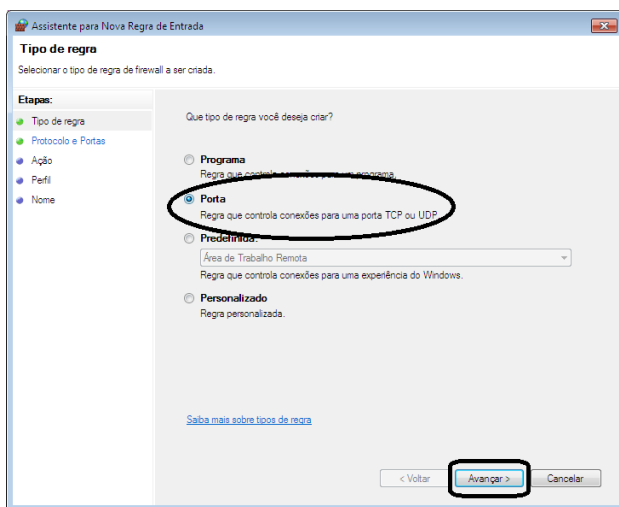 Assistente para Nova Regra de Entrada
Tipo de regra
Selecionar o tipo de regra de firewall a ser criada.
Etapas:
Tipo de regra
Protocolo e Portas
Ação
Perfil
Nome
Que tipo de regra você deseja criar?
Programa
Regra que controla conexões para um programa.
Porta
Regra que controla conexões para uma porta TCP ou UDP.
Predefinida:
Área de Trabalho Remota
Regra que controla conexões para uma experiência do Windows.
Personalizado
Regra personalizada.
Saiba mais sobre tipos de regra
< Voltar
Avançar >
Cancelar